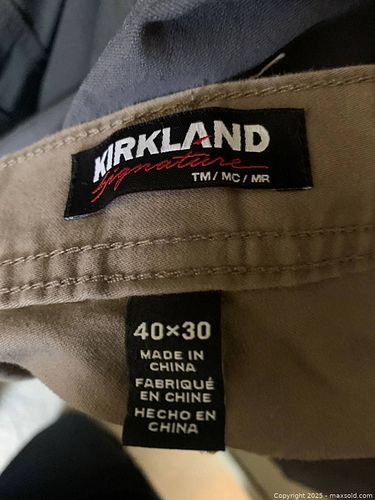 KIRKLAND
Signature
TM / MC / MR
40×30
MADE IN
CHINA
FABRIQUÉ
EN CHINE
HECHO EN
CHINA
Copyright 2025 - maxsold.com